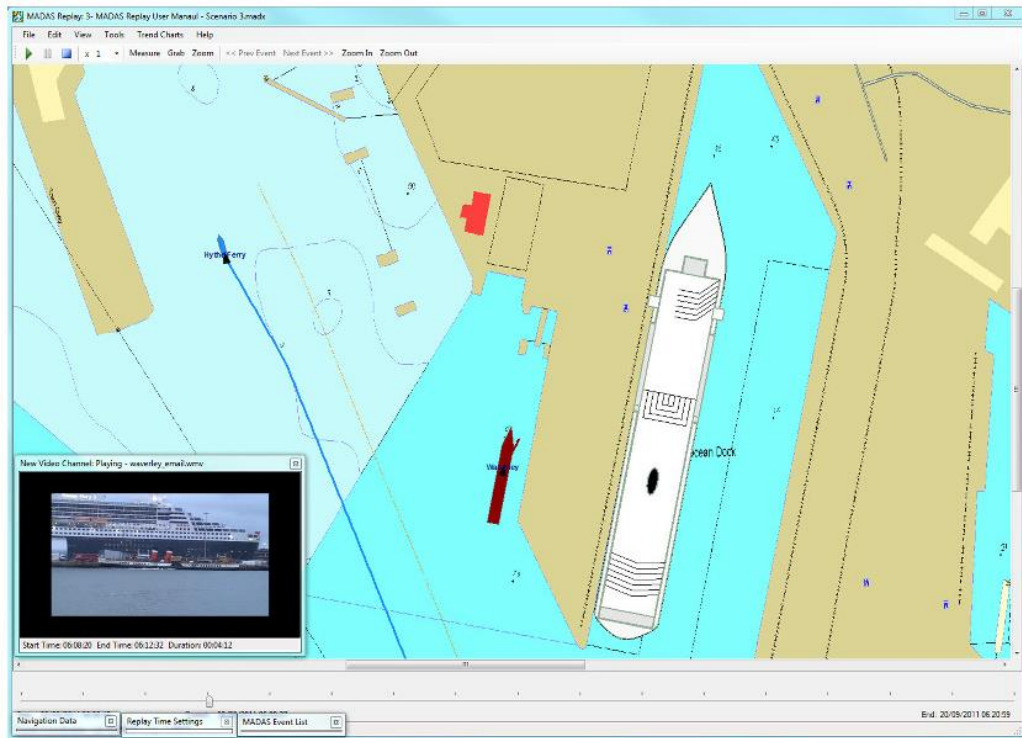 MADAS Replay: 3- MADAS Replay User Manaul - Scenario 3.madx
File Edit View Tools Trend Charts Help
x 1 Measure Grab Zoom << Prev Event Next Event >> Zoom In Zoom Out
Hythe Ferry
Ocean Dock
New Video Channel: Playing - waverley_email.wmv
Start Time: 06:08:20 End Time: 06:12:32 Duration: 00:04:12
End: 20/09/2011 06:20:59
Navigation Data
Replay Time Settings
MADAS Event List